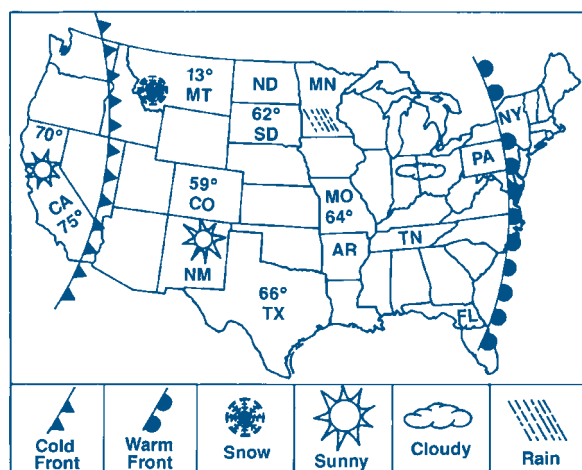 13°
MT
ND
MN
62°
SD
NY
70°
PA
59°
CO
MO
64°
CA
75°
TN
AR
NM
66°
TX
FL
Cold
Front
Warm
Front
Snow
Sunny
Cloudy
Rain